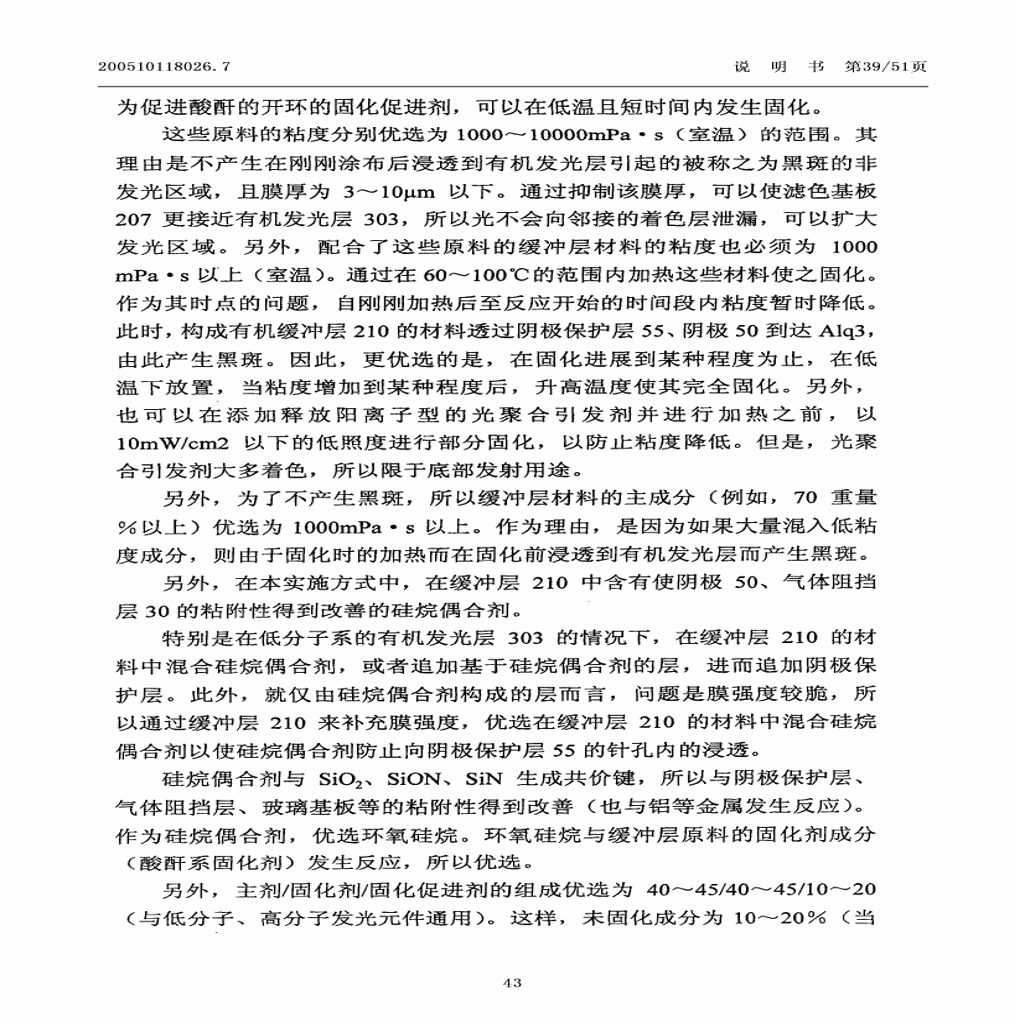 200510118026.7 说 明 书 第39/51页
为促进酸酐的开环的固化促进剂，可以在低温且短时间内发生固化。
这些原料的粘度分别优选为 1000～10000mPa·s（室温）的范围。其
理由是不产生在刚刚涂布后浸透到有机发光层引起的被称之为黑斑的非
发光区域，且膜厚为 3～10μm 以下。通过抑制该膜厚，可以使滤色基板
207 更接近有机发光层 303，所以光不会向邻接的着色层泄漏，可以扩大
发光区域。另外，配合了这些原料的缓冲层材料的粘度也必须为 1000
mPa·s 以上（室温）。通过在 60～100℃的范围内加热这些材料使之固化。
作为其时点的问题，自刚刚加热后至反应开始的时间段内粘度暂时降低。
此时，构成有机缓冲层 210 的材料透过阴极保护层 55、阴极 50 到达 Alq3，
由此产生黑斑。因此，更优选的是，在固化进展到某种程度为止，在低
温下放置，当粘度增加到某种程度后，升高温度使其完全固化。另外，
也可以在添加释放阳离子型的光聚合引发剂并进行加热之前，以
10mW/cm2 以下的低照度进行部分固化，以防止粘度降低。但是，光聚
合引发剂大多着色，所以限于底部发射用途。
另外，为了不产生黑斑，所以缓冲层材料的主成分（例如，70 重量
%以上）优选为 1000mPa·s 以上。作为理由，是因为如果大量混入低粘
度成分，则由于固化时的加热而在固化前浸透到有机发光层而产生黑斑。
另外，在本实施方式中，在缓冲层 210 中含有使阴极 50、气体阻挡
层 30 的粘附性得到改善的硅烷偶合剂。
特别是在低分子系的有机发光层 303 的情况下，在缓冲层 210 的材
料中混合硅烷偶合剂，或者追加基于硅烷偶合剂的层，进而追加阴极保
护层。此外，就仅由硅烷偶合剂构成的层而言，问题是膜强度较脆，所
以通过缓冲层 210 来补充膜强度，优选在缓冲层 210 的材料中混合硅烷
偶合剂以使硅烷偶合剂防止向阴极保护层 55 的针孔内的浸透。
硅烷偶合剂与 SiO₂、SiON、SiN 生成共价键，所以与阴极保护层、
气体阻挡层、玻璃基板等的粘附性得到改善（也与铝等金属发生反应）。
作为硅烷偶合剂，优选环氧硅烷。环氧硅烷与缓冲层原料的固化剂成分
（酸酐系固化剂）发生反应，所以优选。
另外，主剂/固化剂/固化促进剂的组成优选为 40～45/40～45/10～20
（与低分子、高分子发光元件通用）。这样，未固化成分为 10～20%（当
43